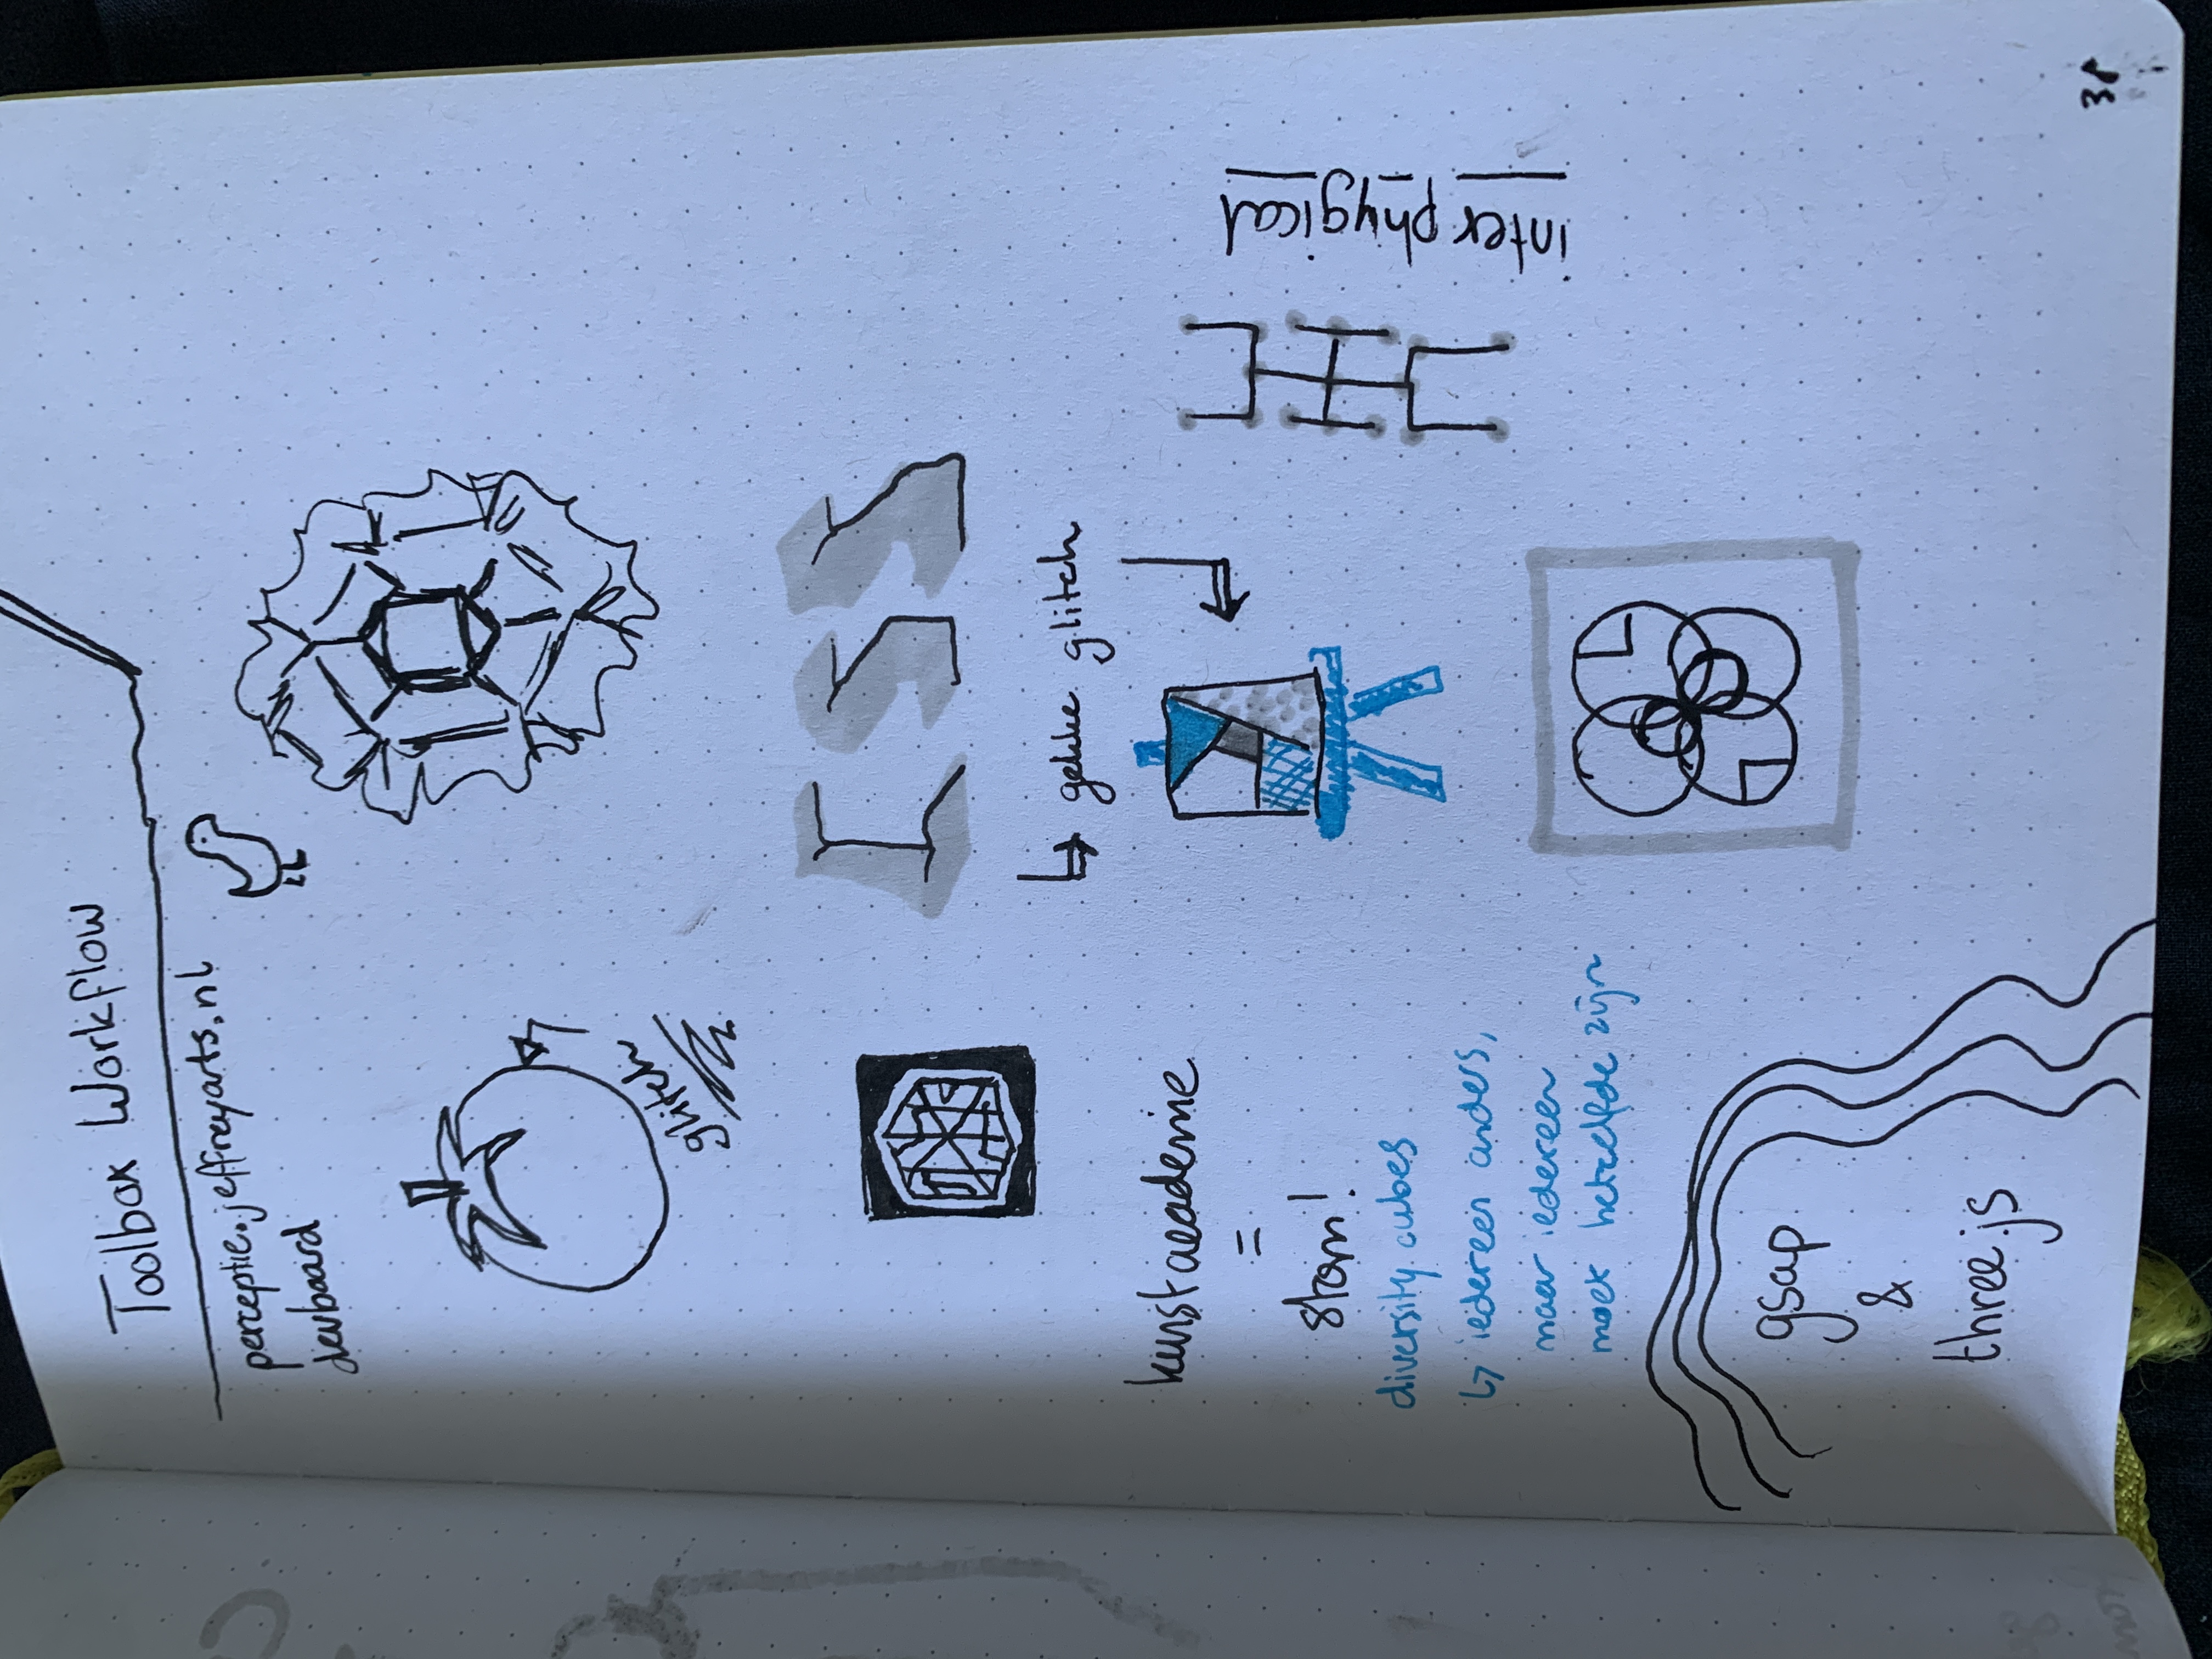 Toolbox Workflow
perceptie.jeffreyarts.nl
devboard
glitch
CSS
gekke glitch
kunstacademie
=
stom!
diversity cubes
↳ iedereen anders,
maar iedereen
moet hetzelfde zijn
interphygical
gsap
&
three.js
38